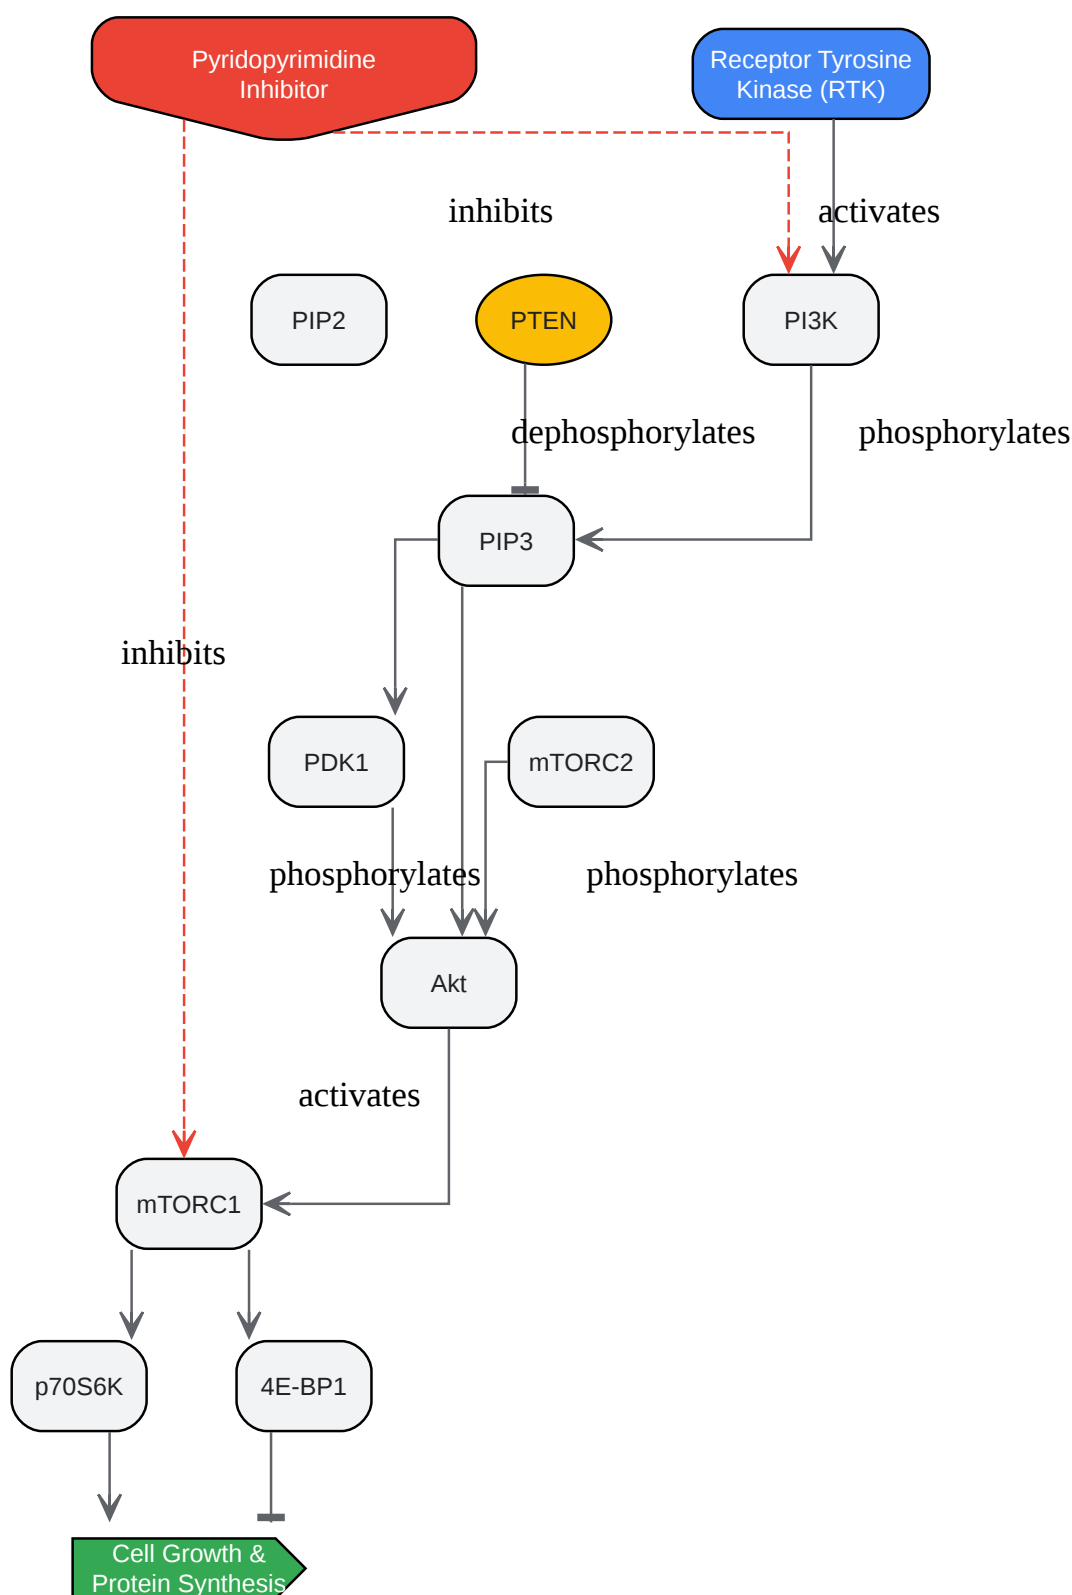 Pyridopyrimidine
Inhibitor
Receptor Tyrosine
Kinase (RTK)
inhibits
activates
PIP2
PTEN
PI3K
dephosphorylates
phosphorylates
PIP3
inhibits
PDK1
mTORC2
phosphorylates
phosphorylates
Akt
activates
mTORC1
p70S6K
4E-BP1
Cell Growth &
Protein Synthesis